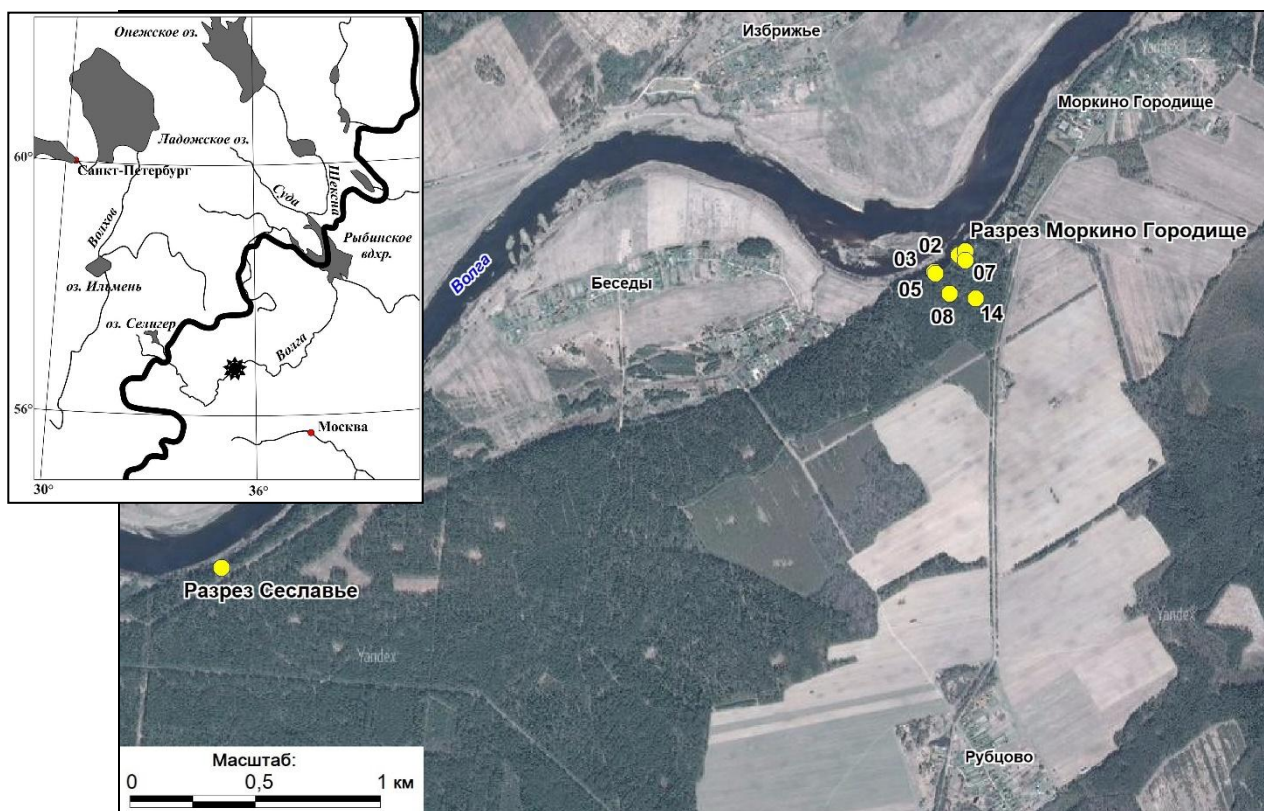 Онежское оз.
Ладожское оз.
60°
Санкт-Петербург
Суда
Шексна
Волхов
Рыбинское
вдхр.
оз. Ильмень
оз. Селигер
Волга
56°
Москва
30°
36°
Избрижье
Yandex
Моркино Городище
Волга
Беседы
02
Разрез Моркино Городище
03
07
05
08
14
Разрез Сеславье
Yandex
Yandex
Рубцово
Масштаб:
0 0,5 1 км